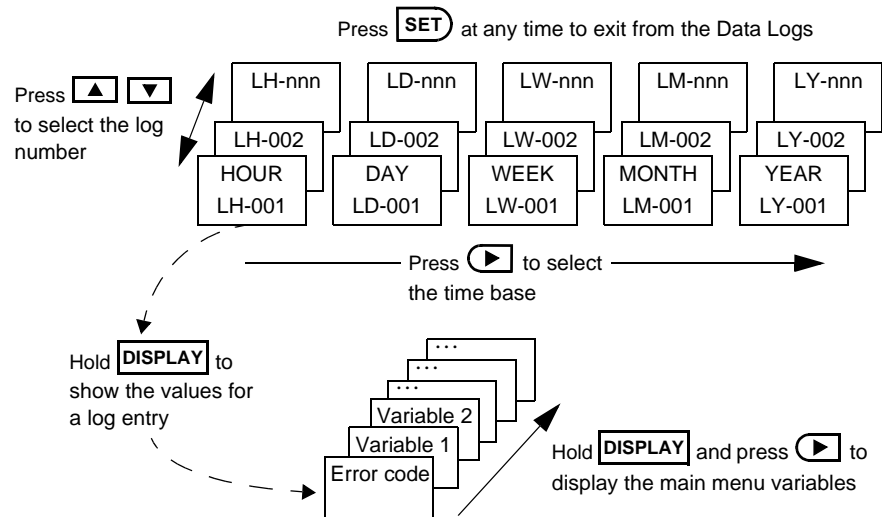 Press SET at any time to exit from the Data Logs
Press ▲ ▼
to select the log
number
LH-nnn LD-nnn LW-nnn LM-nnn LY-nnn
LH-002 LD-002 LW-002 LM-002 LY-002
HOUR DAY WEEK MONTH YEAR
LH-001 LD-001 LW-001 LM-001 LY-001
Press ▶ to select
the time base
Hold DISPLAY to
show the values for
a log entry
...
...
...
Variable 2
Variable 1
Error code
Hold DISPLAY and press ▶ to
display the main menu variables